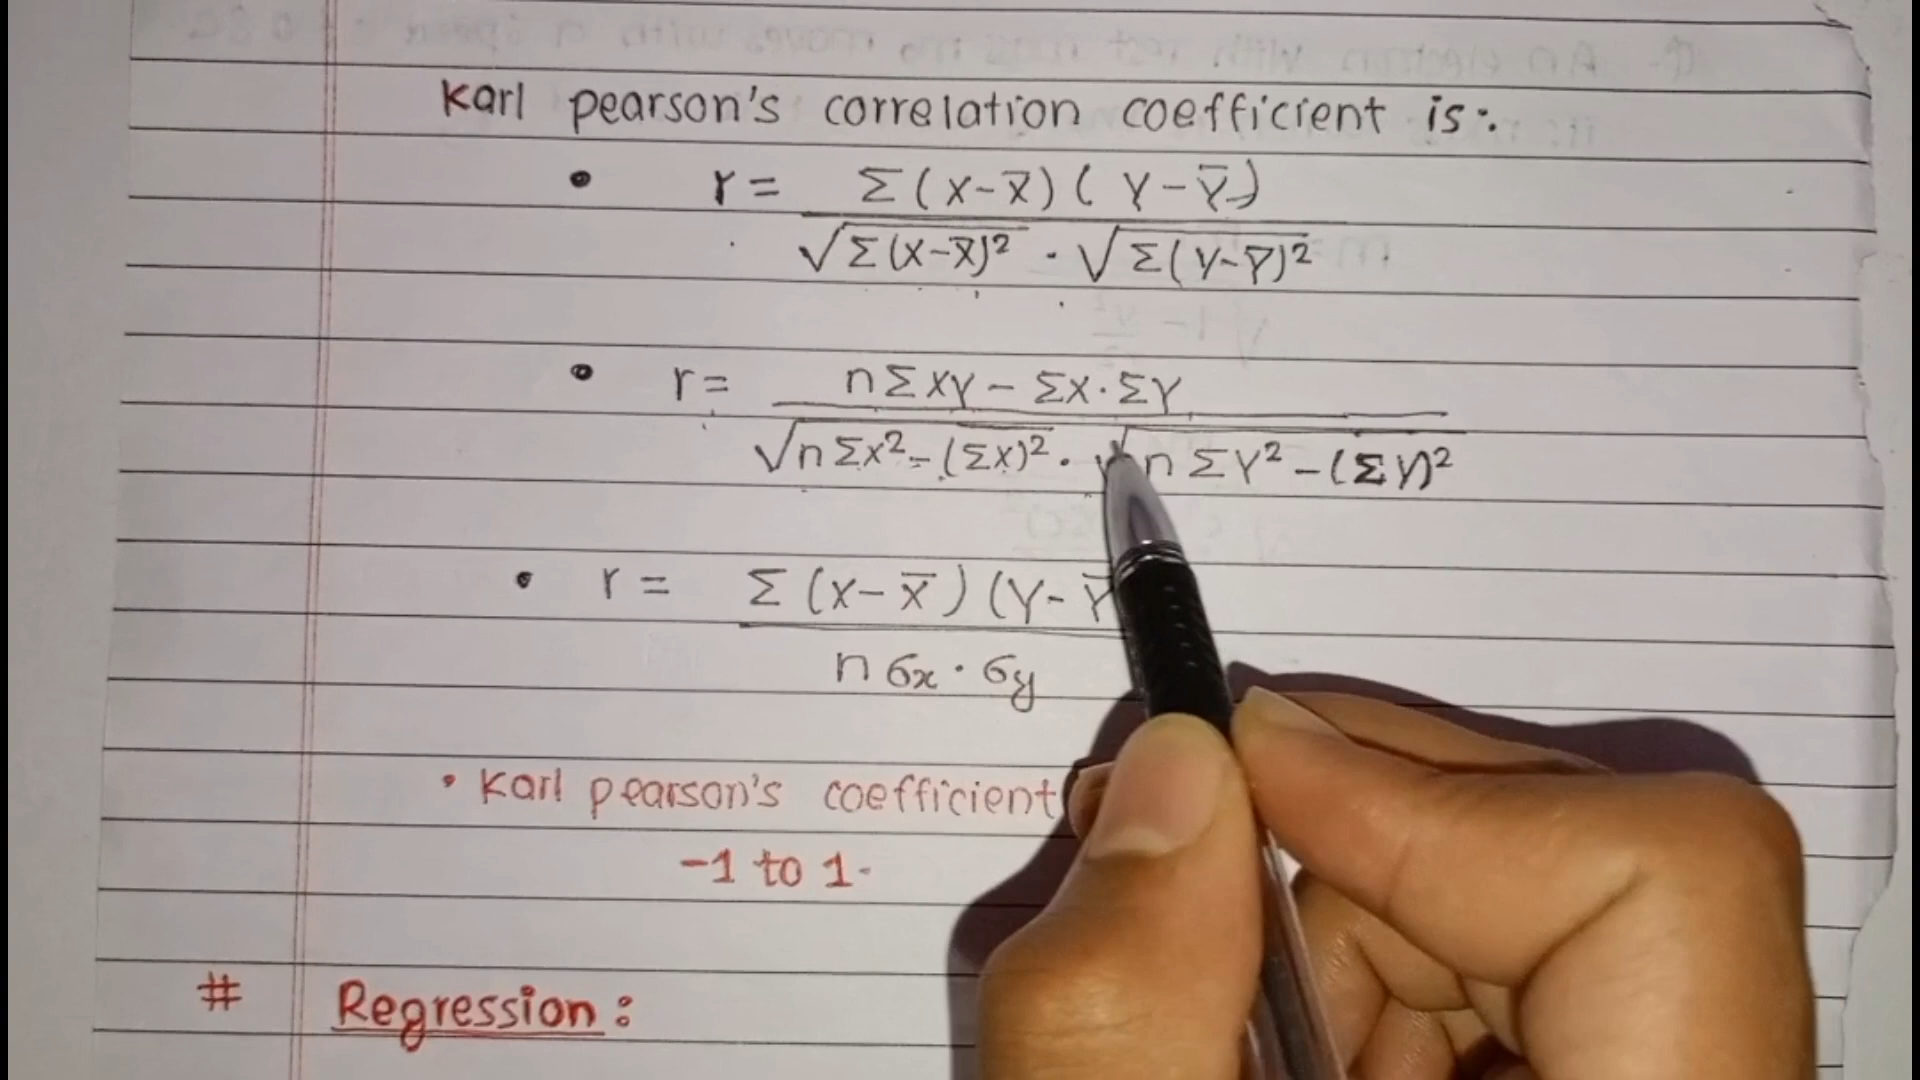 Karl pearson's correlation coefficient is:.
• r = Σ(x-x̄)(Y-Ȳ)
√Σ(x-x̄)² · √Σ(Y-Ȳ)²
• r = nΣXY - ΣX·ΣY
√nΣX² - (ΣX)² · √nΣY² - (ΣY)²
• r = Σ(x-x̄)(Y-Ȳ
n σx · σy
• Karl pearson's coefficient
-1 to 1.
# Regression: